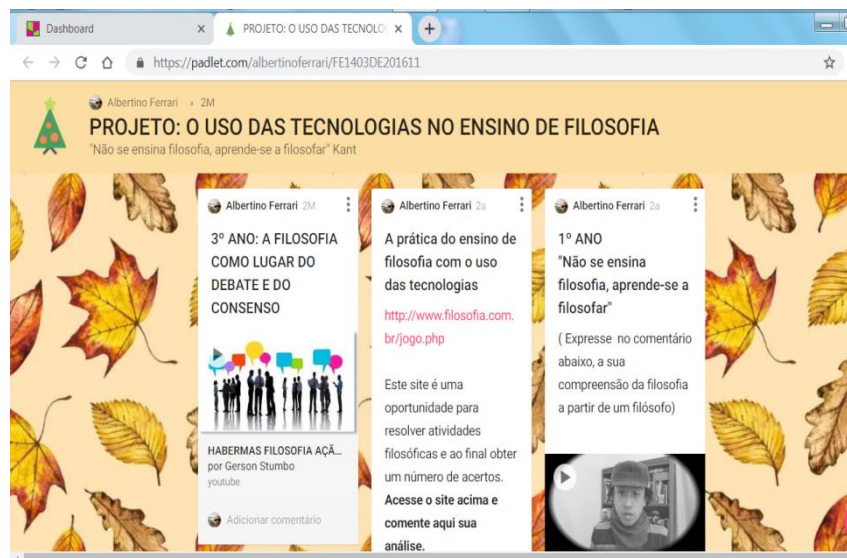 Dashboard
PROJETO: O USO DAS TECNOLO
https://padlet.com/albertinoferrari/FE1403DE201611
Albertino Ferrari • 2M
PROJETO: O USO DAS TECNOLOGIAS NO ENSINO DE FILOSOFIA
"Não se ensina filosofia, aprende-se a filosofar" Kant
Albertino Ferrari 2M
3º ANO: A FILOSOFIA
COMO LUGAR DO
DEBATE E DO
CONSENSO
HABERMAS FILOSOFIA AÇÃ...
por Gerson Stumbo
youtube
Adicionar comentário
Albertino Ferrari 2a
A prática do ensino de
filosofia com o uso
das tecnologias
http://www.filosofia.com.
br/jogo.php
Este site é uma
oportunidade para
resolver atividades
filosóficas e ao final obter
um número de acertos.
Acesse o site acima e
comente aqui sua
análise.
Albertino Ferrari 2a
1º ANO
"Não se ensina
filosofia, aprende-se a
filosofar"
( Expresse no comentário
abaixo, a sua
compreensão da filosofia
a partir de um filósofo)